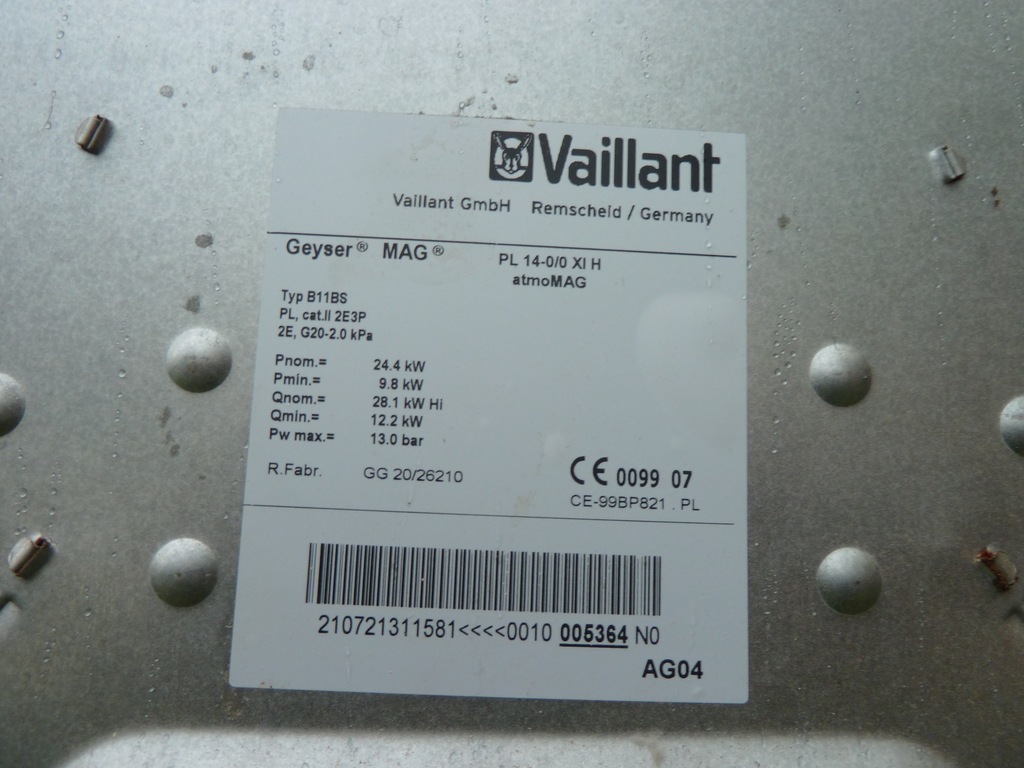 Vaillant
Vaillant GmbH Remscheid / Germany
Geyser® MAG® PL 14-0/0 XI H
atmoMAG
Typ B11BS
PL, cat.II 2E3P
2E, G20-2.0 kPa
Pnom.= 24.4 kW
Pmin.= 9.8 kW
Qnom.= 28.1 kW Hi
Qmin.= 12.2 kW
Pw max.= 13.0 bar
R.Fabr. GG 20/26210
CE 0099 07
CE-99BP821 . PL
210721311581<<<<0010 005364 N0
AG04